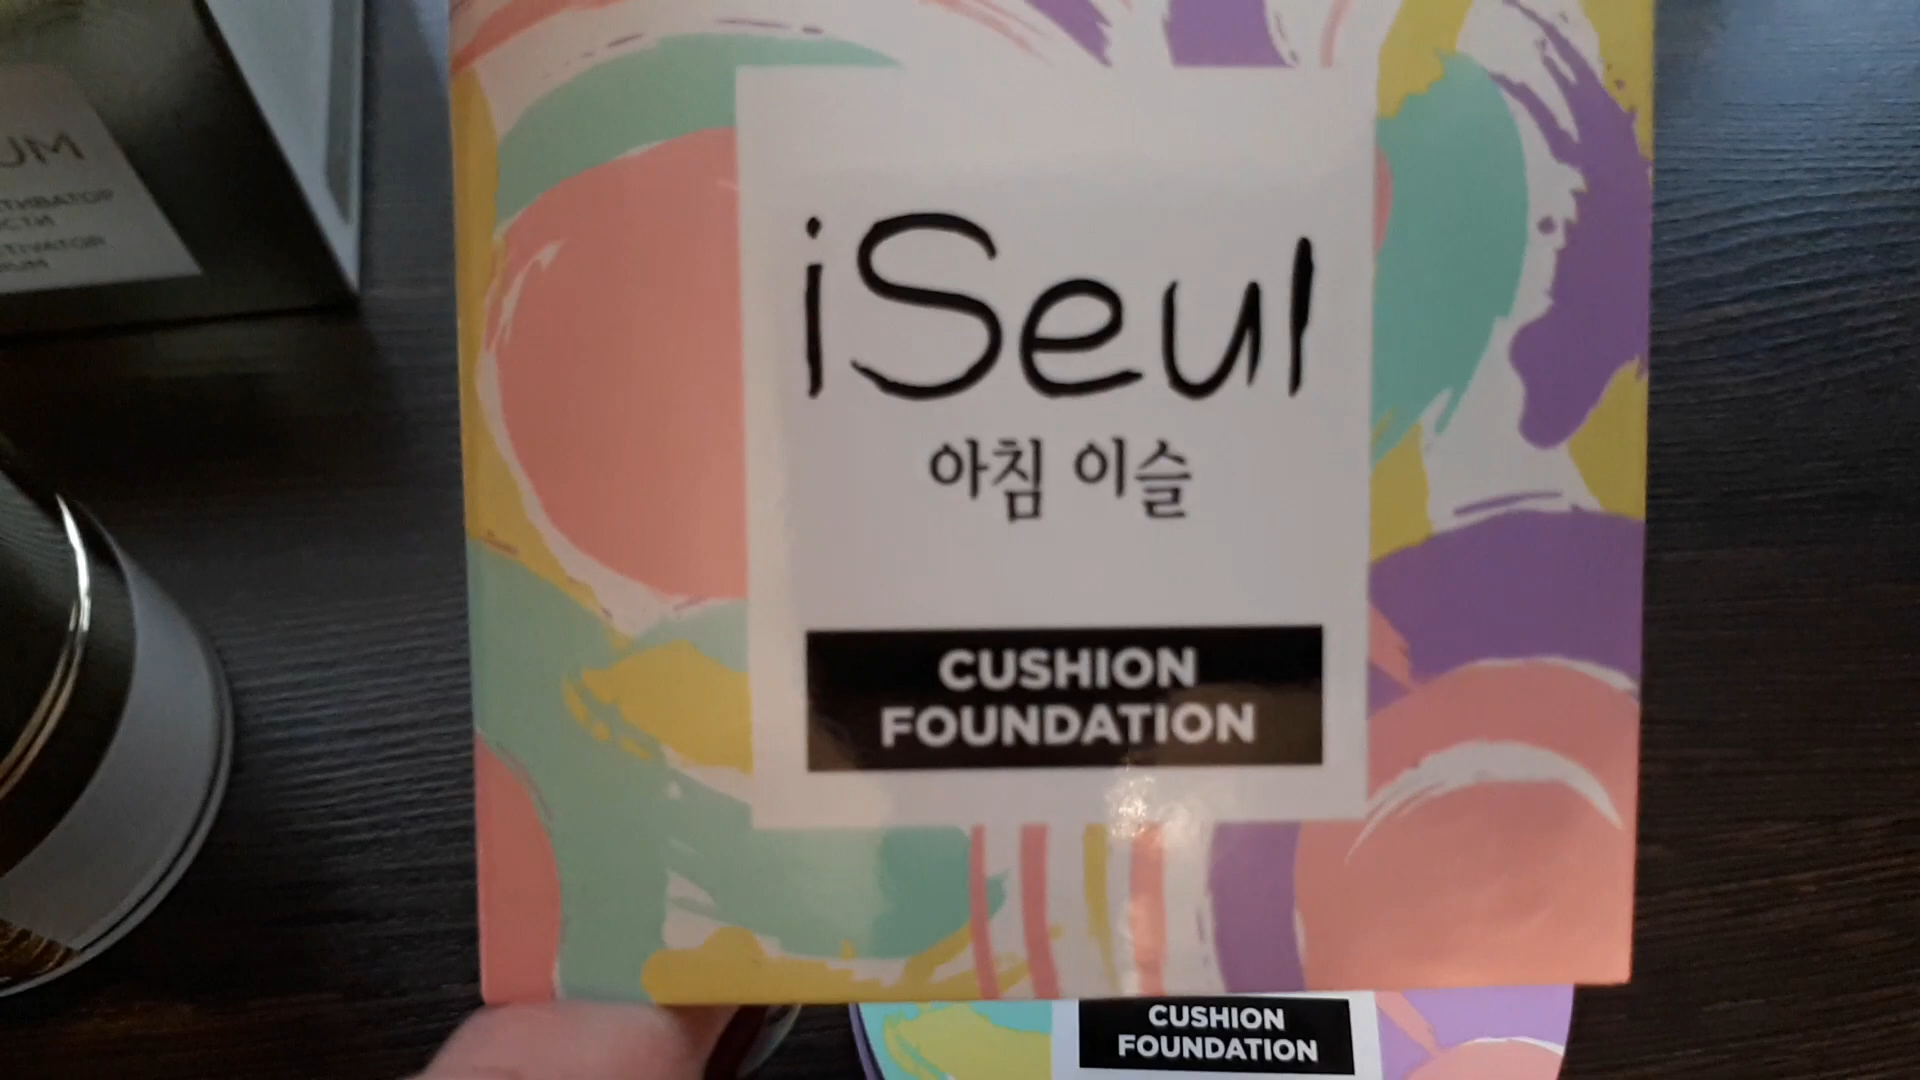 iSeul
아침 이슬
CUSHION
FOUNDATION
CUSHION
FOUNDATION